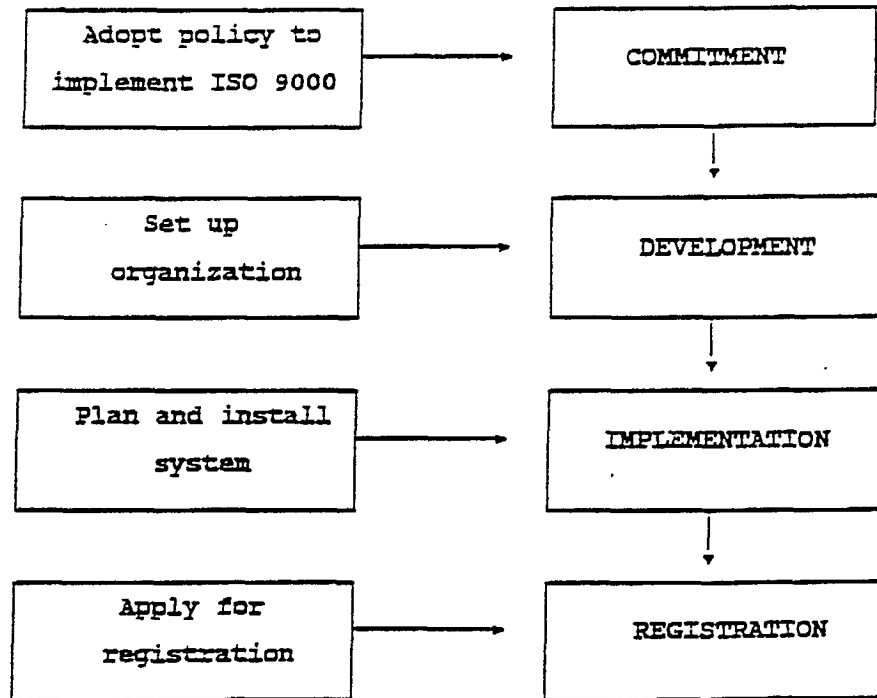 Adopt policy to
implement ISO 9000
COMMITMENT
Set up
organization
DEVELOPMENT
Plan and install
system
IMPLEMENTATION
Apply for
registration
REGISTRATION